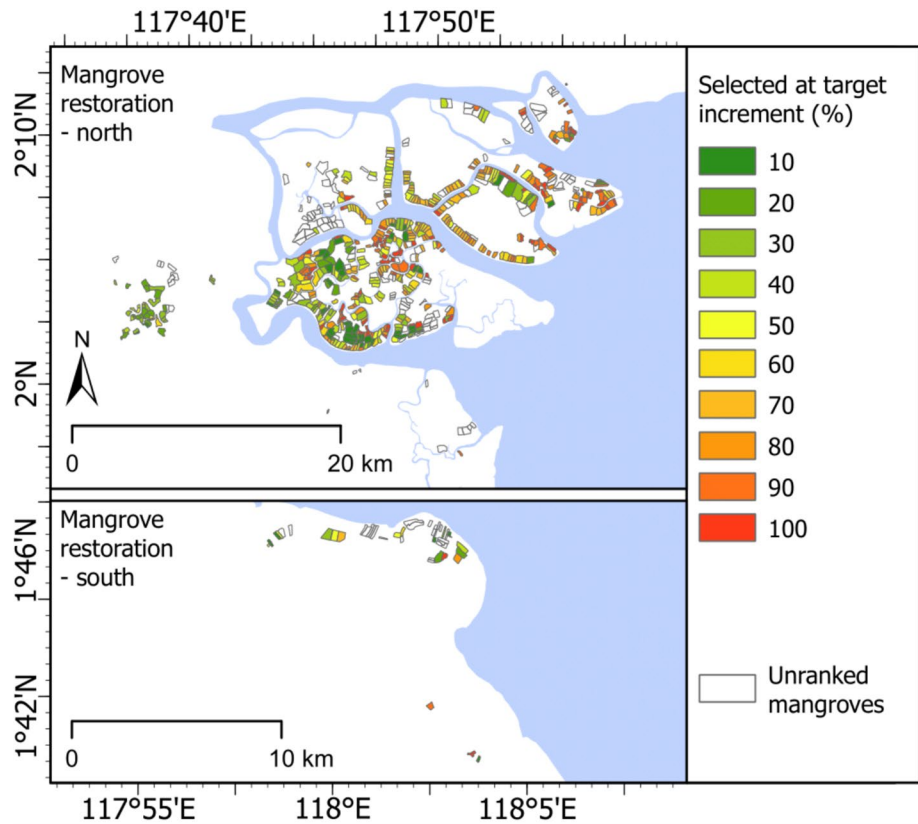 117°40'E
117°50'E
Mangrove
restoration
- north
2°10'N
2°N
N
0
20 km
Mangrove
restoration
- south
1°46'N
1°42'N
0
10 km
117°55'E
118°E
118°5'E
Selected at target
increment (%)
10
20
30
40
50
60
70
80
90
100
Unranked
mangroves